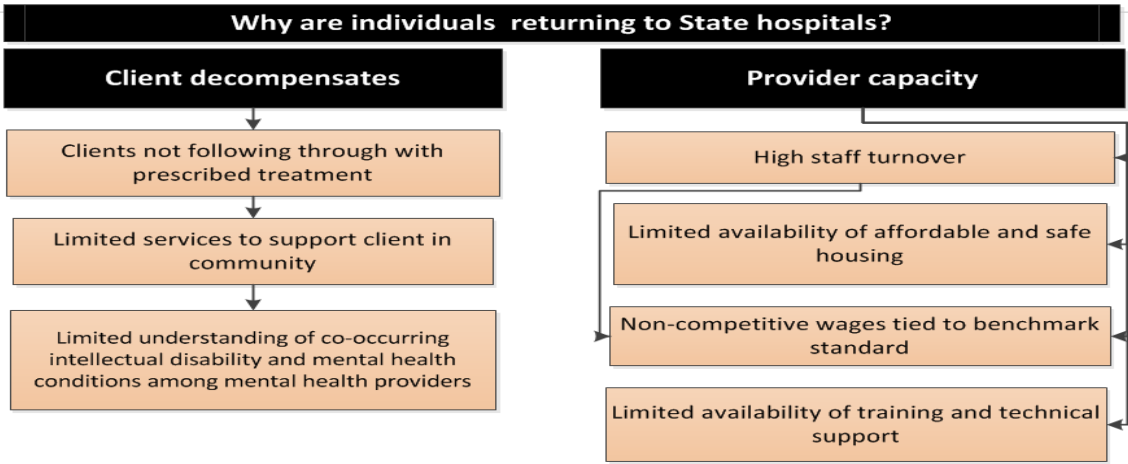 Why are individuals returning to State hospitals?
Client decompensates
Clients not following through with
prescribed treatment
Limited services to support client in
community
Limited understanding of co-occurring
intellectual disability and mental health
conditions among mental health providers
Provider capacity
High staff turnover
Limited availability of affordable and safe
housing
Non-competitive wages tied to benchmark
standard
Limited availability of training and technical
support